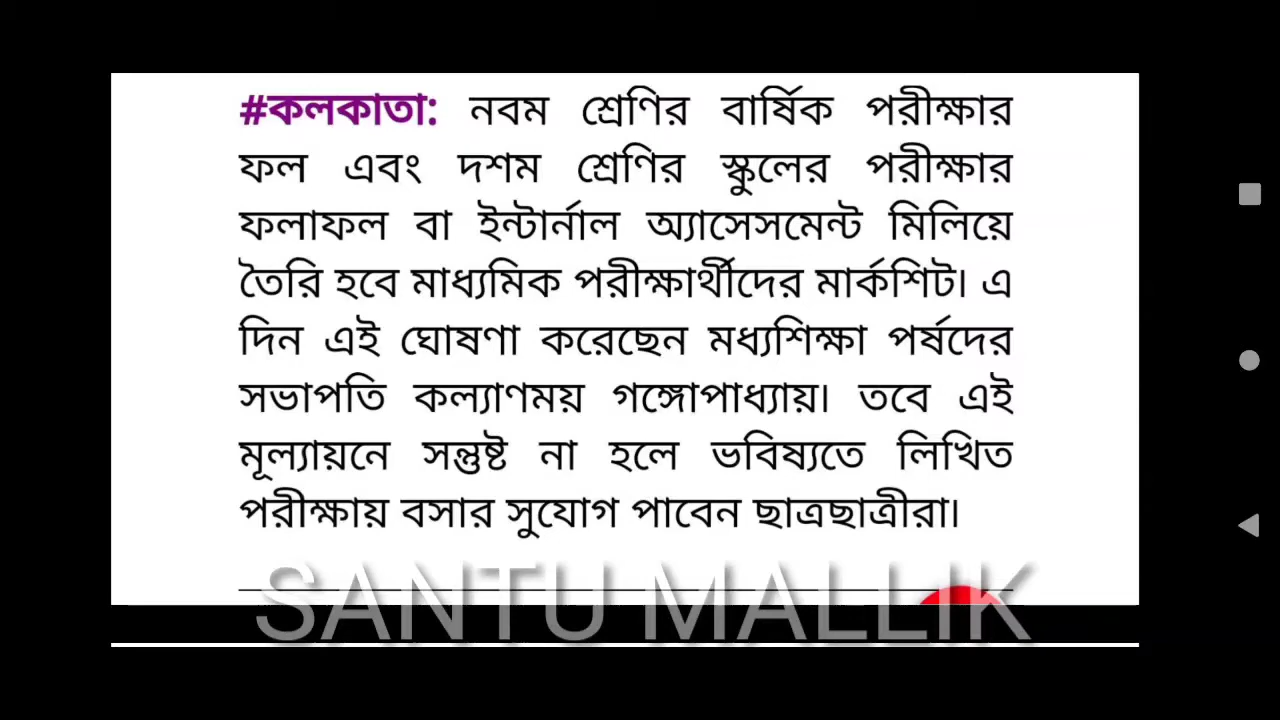 #কলকাতা: নবম শ্রেণির বার্ষিক পরীক্ষার
ফল এবং দশম শ্রেণির স্কুলের পরীক্ষার
ফলাফল বা ইন্টার্নাল অ্যাসেসমেন্ট মিলিয়ে
তৈরি হবে মাধ্যমিক পরীক্ষার্থীদের মার্কশিট। এ
দিন এই ঘোষণা করেছেন মধ্যশিক্ষা পর্ষদের
সভাপতি কল্যাণময় গঙ্গোপাধ্যায়। তবে এই
মূল্যায়নে সন্তুষ্ট না হলে ভবিষ্যতে লিখিত
পরীক্ষায় বসার সুযোগ পাবেন ছাত্রছাত্রীরা।
SANTU MALLIK